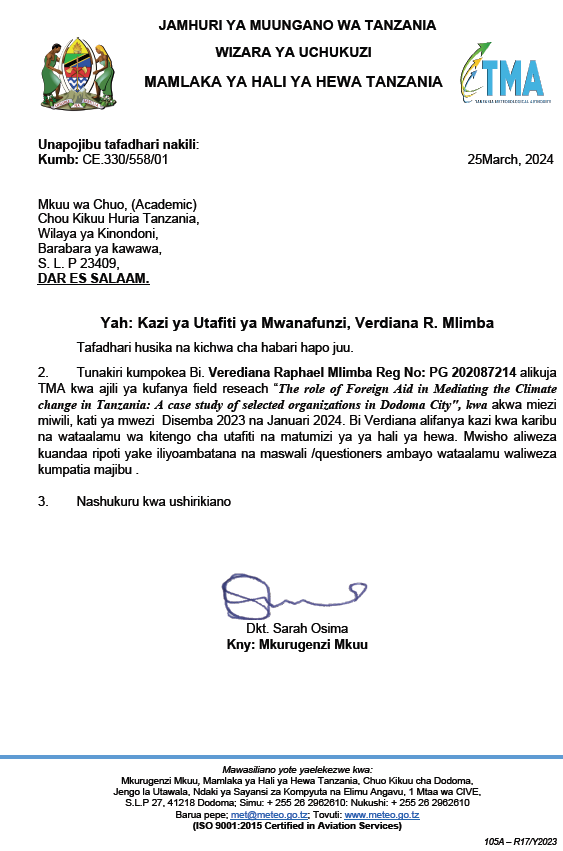 JAMHURI YA MUUNGANO WA TANZANIA
WIZARA YA UCHUKUZI
MAMLAKA YA HALI YA HEWA TANZANIA
TMA
TANZANIA METEOROLOGICAL AUTHORITY
Unapojibu tafadhari nakili:
Kumb: CE.330/558/01
25March, 2024
Mkuu wa Chuo, (Academic)
Chou Kikuu Huria Tanzania,
Wilaya ya Kinondoni,
Barabara ya kawawa,
S. L. P 23409,
DAR ES SALAAM.
Yah: Kazi ya Utafiti ya Mwanafunzi, Verdiana R. Mlimba
Tafadhari husika na kichwa cha habari hapo juu.
2. Tunakiri kumpokea Bi. Verediana Raphael Mlimba Reg No: PG 202087214 alikuja
TMA kwa ajili ya kufanya field reseach “The role of Foreign Aid in Mediating the Climate
change in Tanzania: A case study of selected organizations in Dodoma City", kwa akwa miezi
miwili, kati ya mwezi Disemba 2023 na Januari 2024. Bi Verdiana alifanya kazi kwa karibu
na wataalamu wa kitengo cha utafiti na matumizi ya ya hali ya hewa. Mwisho aliweza
kuandaa ripoti yake iliyoambatana na maswali /questioners ambayo wataalamu waliweza
kumpatia majibu .
3. Nashukuru kwa ushirikiano
Dkt. Sarah Osima
Kny: Mkurugenzi Mkuu
Mawasiliano yote yaelekezwe kwa:
Mkurugenzi Mkuu, Mamlaka ya Hali ya Hewa Tanzania, Chuo Kikuu cha Dodoma,
Jengo la Utawala, Ndaki ya Sayansi za Kompyuta na Elimu Angavu, 1 Mtaa wa CIVE,
S.L.P 27, 41218 Dodoma; Simu: + 255 26 2962610: Nukushi: + 255 26 2962610
Barua pepe; met@meteo.go.tz; Tovuti: www.meteo.go.tz
(ISO 9001:2015 Certified in Aviation Services)
105A – R17/Y2023